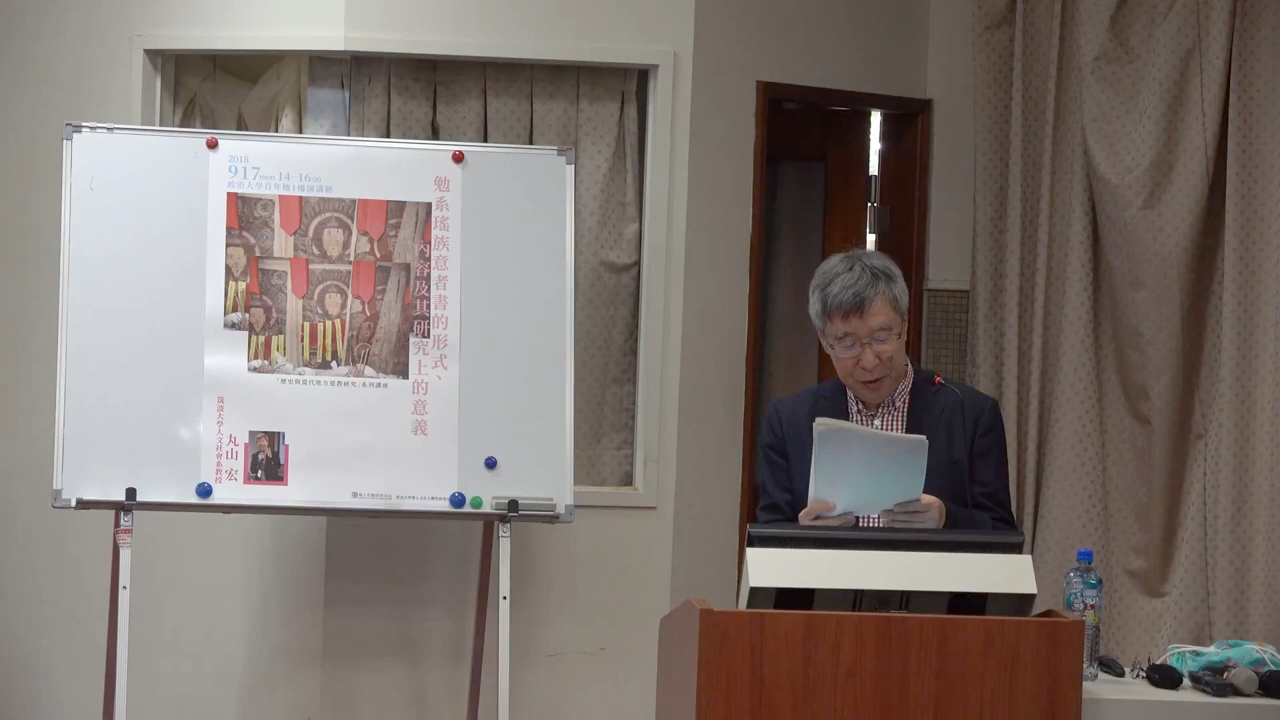 2018
917 mon 14—16:00
政治大學百年樓1樓演講廳
勉系瑤族意者書的形式、
內容及其研究上的意義
「歷史與當代地方道教研究」系列講座
筑波大學人文社會系教授
丸山 宏